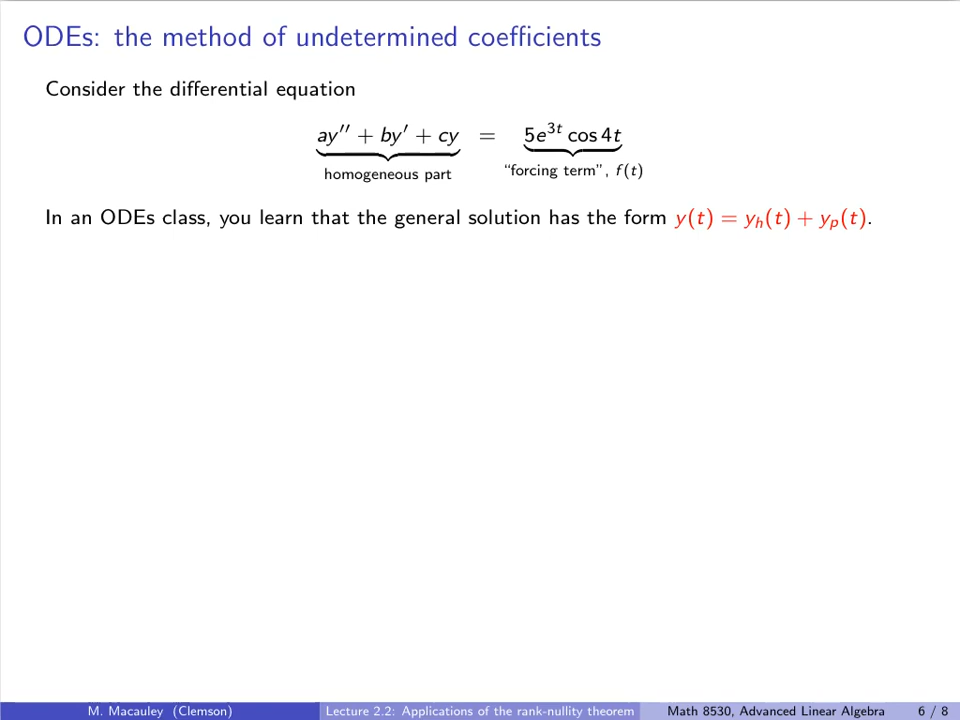 ODEs: the method of undetermined coefficients
Consider the differential equation
ay′′ + by′ + cy = 5e^{3t} cos 4t
homogeneous part “forcing term”, f(t)
In an ODEs class, you learn that the general solution has the form y(t) = y_h(t) + y_p(t).
M. Macauley (Clemson) Lecture 2.2: Applications of the rank-nullity theorem Math 8530, Advanced Linear Algebra 6 / 8